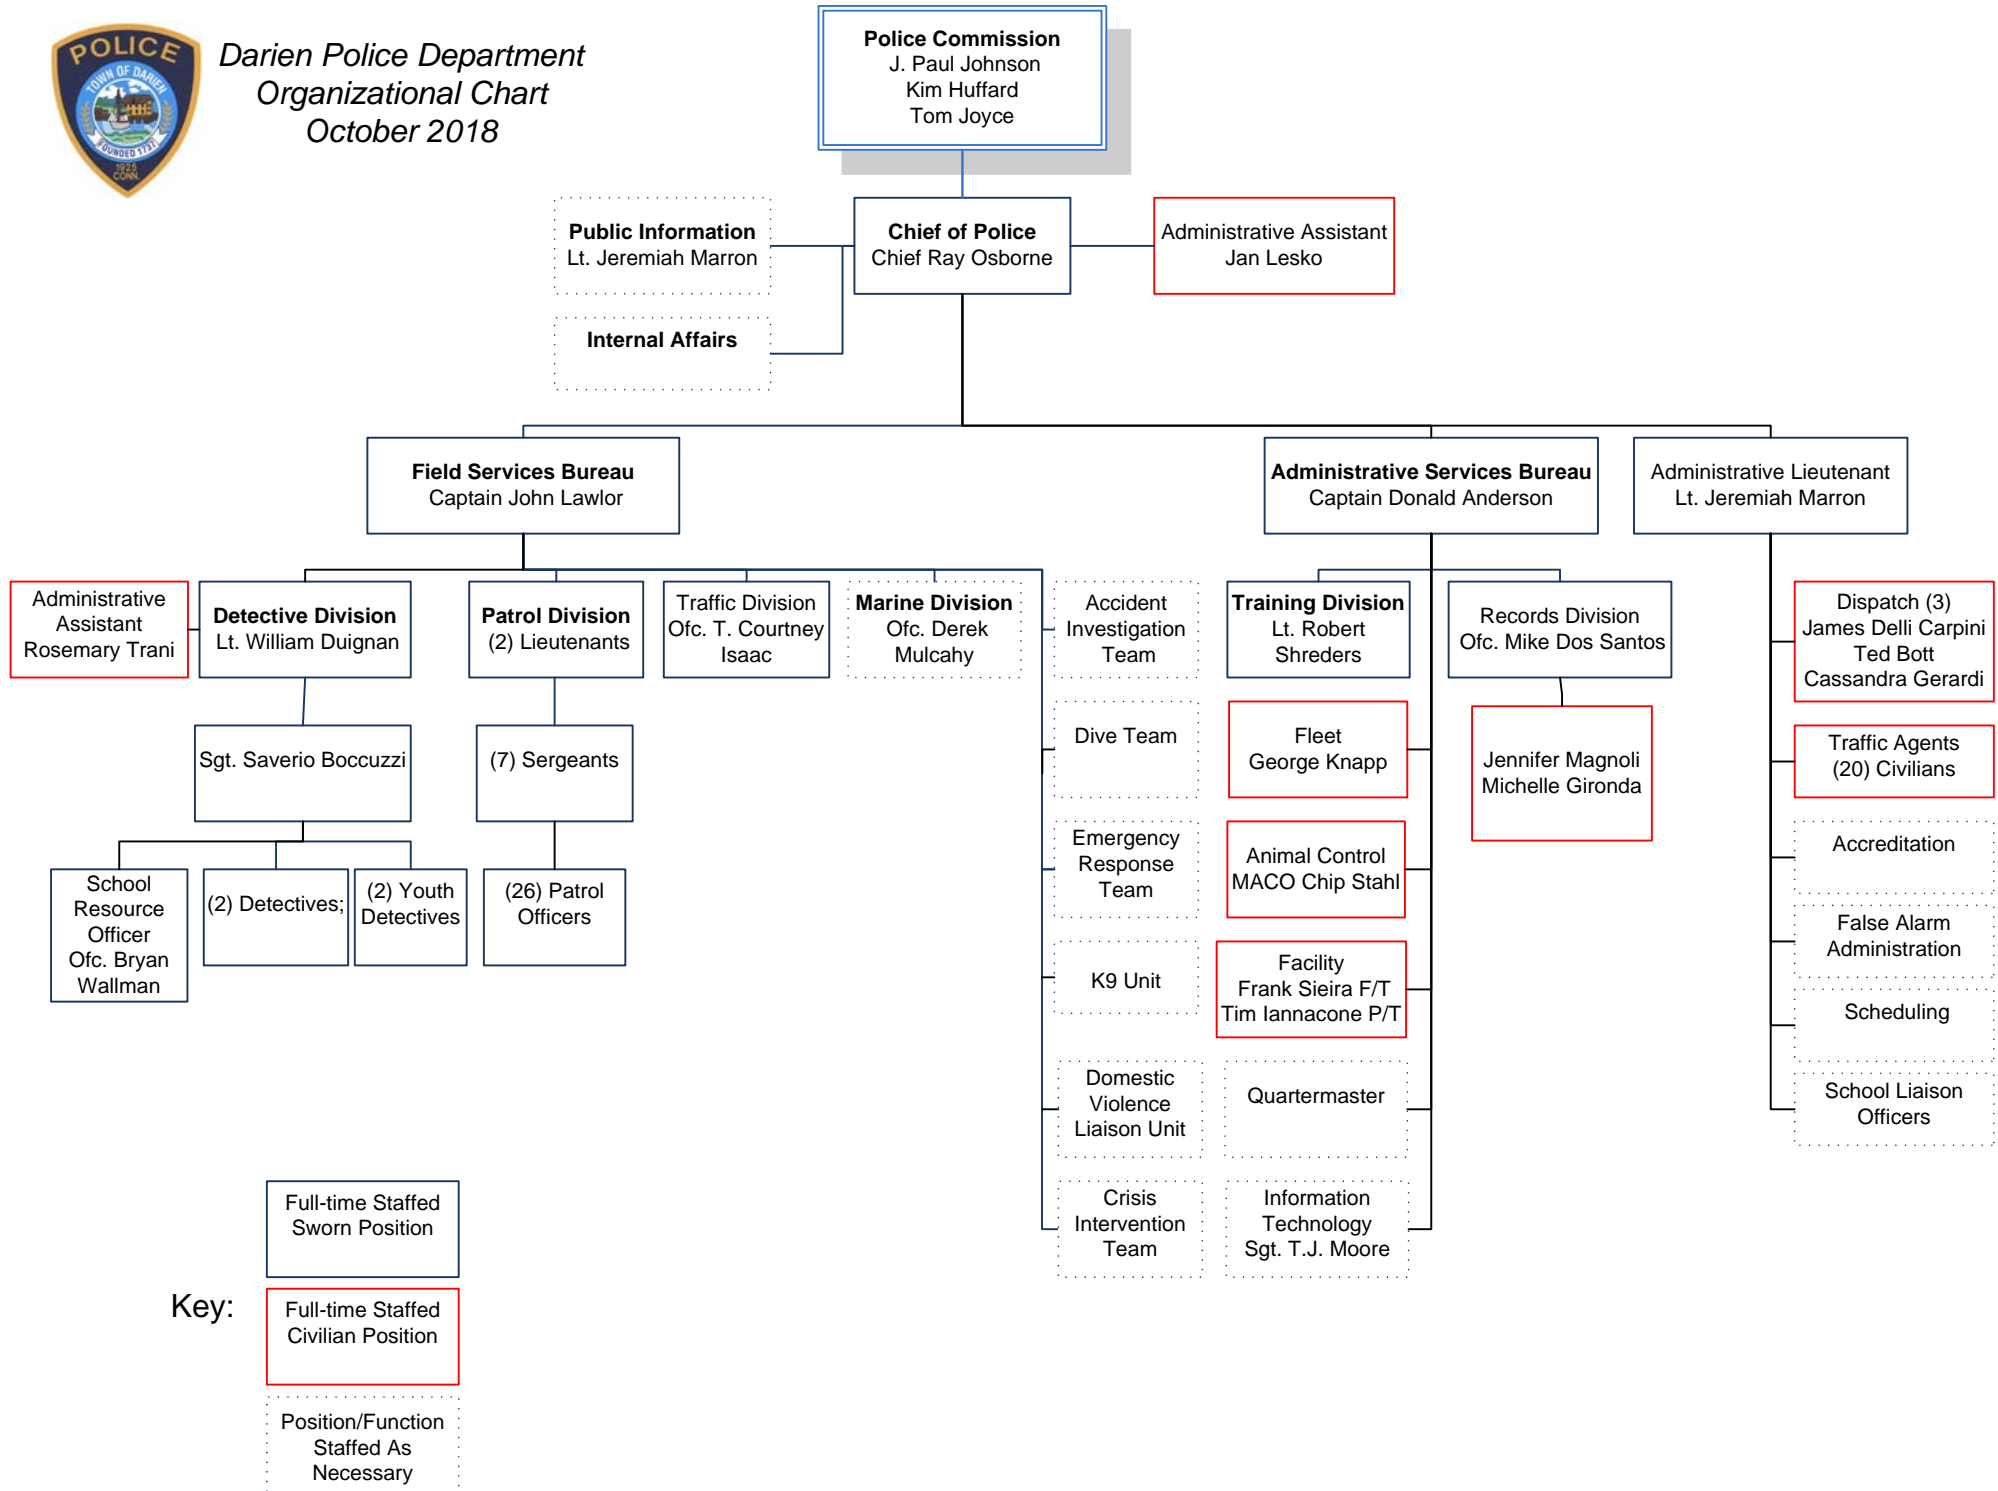 POLICE
TOWN OF DARIEN
FOUNDED 1737
1925
CONN.
Darien Police Department
Organizational Chart
October 2018
Police Commission
J. Paul Johnson
Kim Huffard
Tom Joyce
Public Information
Lt. Jeremiah Marron
Chief of Police
Chief Ray Osborne
Administrative Assistant
Jan Lesko
Internal Affairs
Field Services Bureau
Captain John Lawlor
Administrative Services Bureau
Captain Donald Anderson
Administrative Lieutenant
Lt. Jeremiah Marron
Administrative
Assistant
Rosemary Trani
Detective Division
Lt. William Duignan
Patrol Division
(2) Lieutenants
Traffic Division
Ofc. T. Courtney
Isaac
Marine Division
Ofc. Derek
Mulcahy
Accident
Investigation
Team
Training Division
Lt. Robert
Shreders
Records Division
Ofc. Mike Dos Santos
Dispatch (3)
James Delli Carpini
Ted Bott
Cassandra Gerardi
Sgt. Saverio Boccuzzi
(7) Sergeants
Dive Team
Fleet
George Knapp
Jennifer Magnoli
Michelle Gironda
Traffic Agents
(20) Civilians
School
Resource
Officer
Ofc. Bryan
Wallman
(2) Detectives;
(2) Youth
Detectives
(26) Patrol
Officers
Emergency
Response
Team
Animal Control
MACO Chip Stahl
Accreditation
K9 Unit
Facility
Frank Sieira F/T
Tim Iannacone P/T
False Alarm
Administration
Scheduling
Domestic
Violence
Liaison Unit
Quartermaster
School Liaison
Officers
Crisis
Intervention
Team
Information
Technology
Sgt. T.J. Moore
Key:
Full-time Staffed
Sworn Position
Full-time Staffed
Civilian Position
Position/Function
Staffed As
Necessary